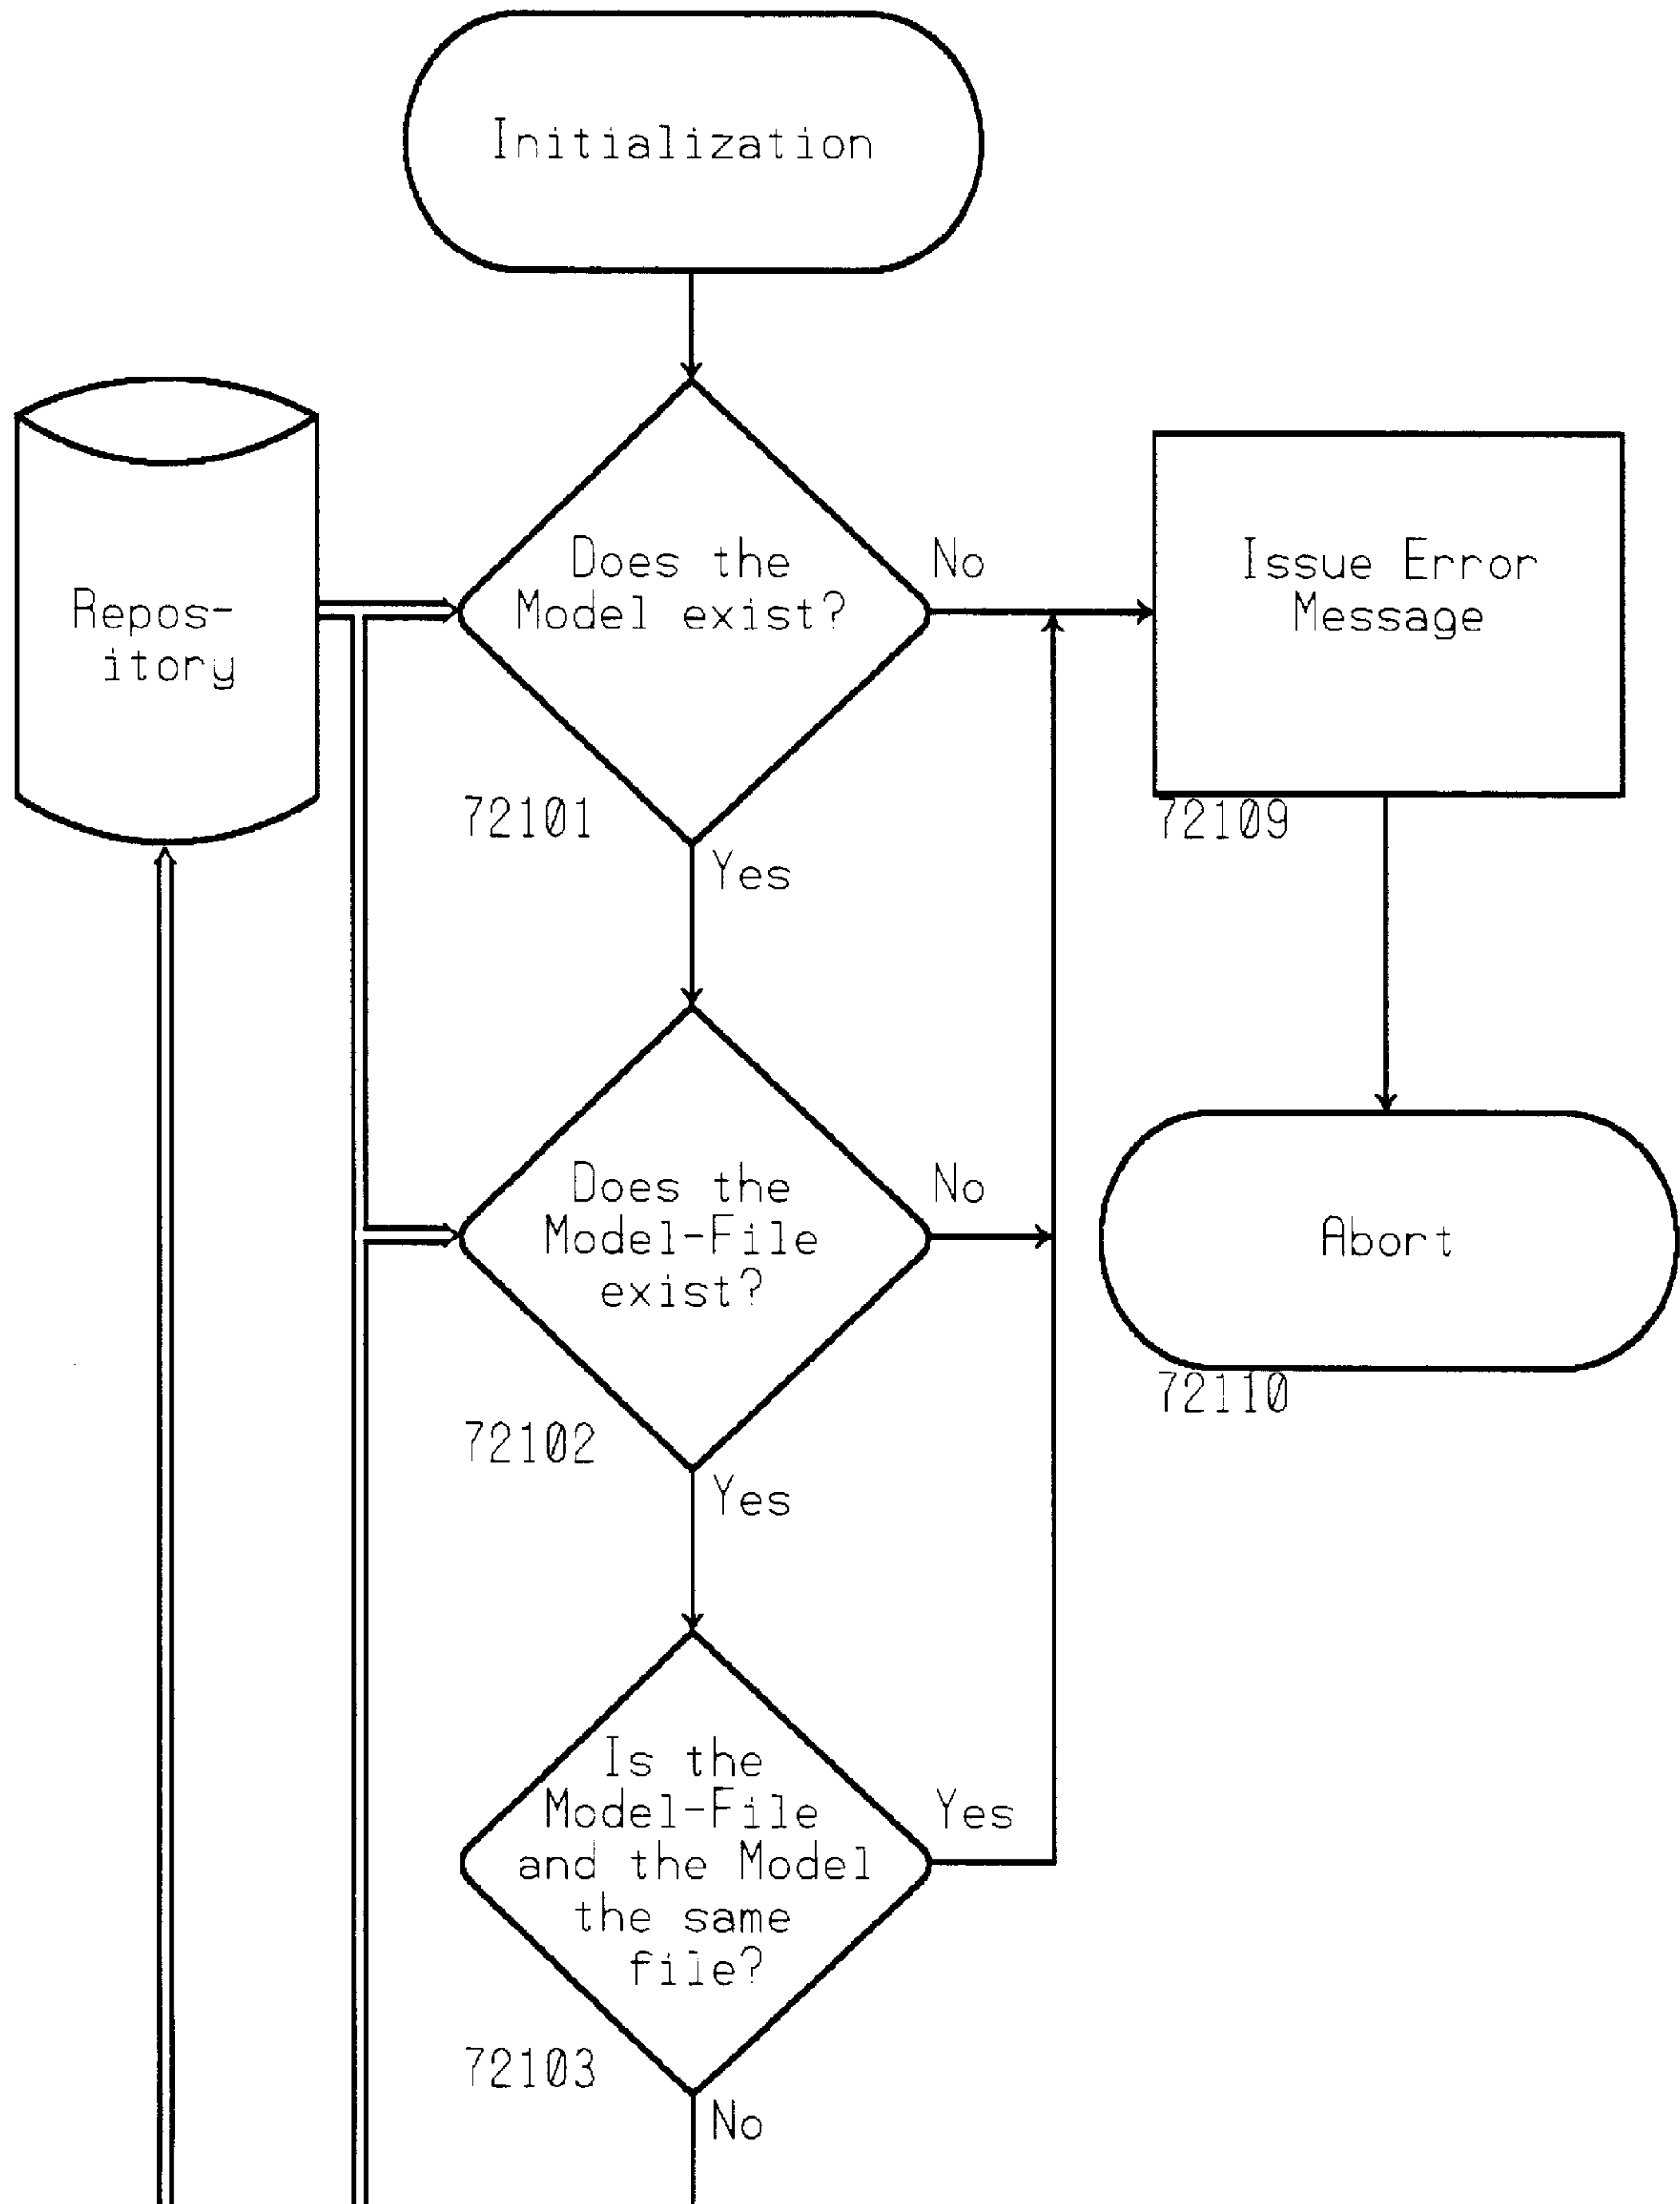 Initialization
Repos-
itory
Does the
Model exist?
No
Issue Error
Message
72101
72109
Yes
Does the
Model-File
exist?
No
Abort
72102
72110
Yes
Is the
Model-File
and the Model
the same
file?
Yes
72103
No